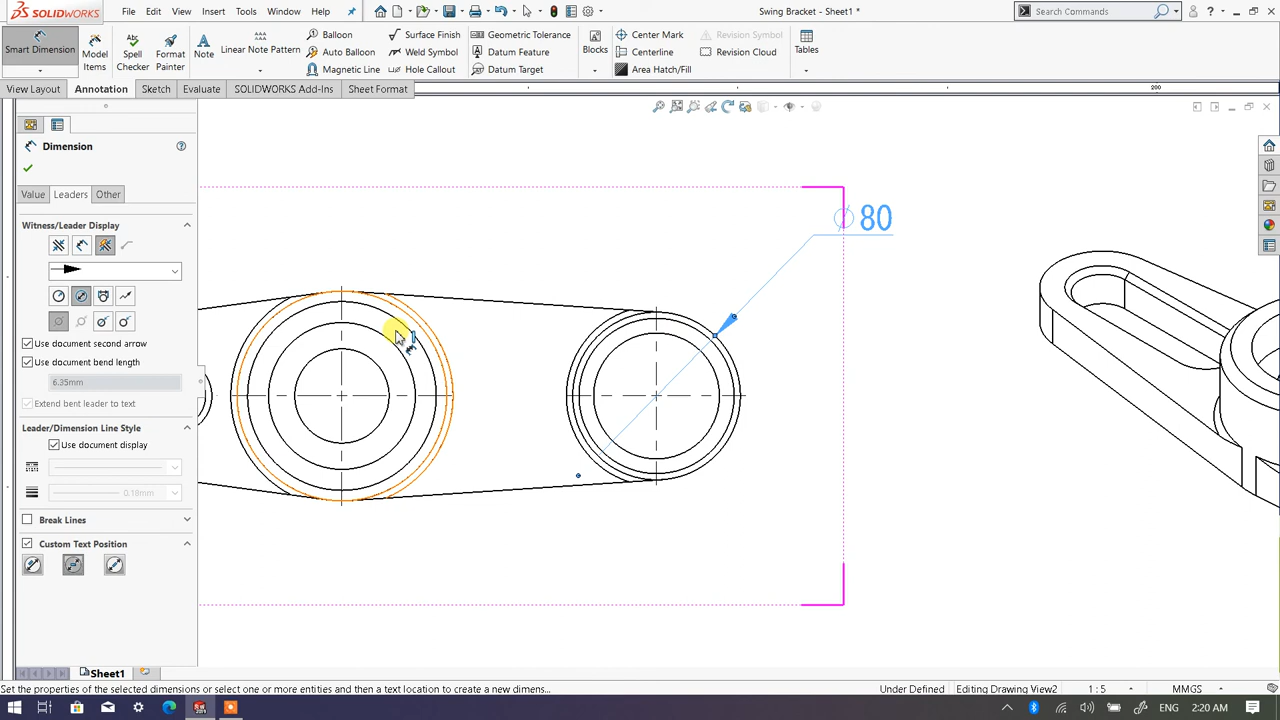 SOLIDWORKS File Edit View Insert Tools Window Help Swing Bracket - Sheet1 * Search Commands
Smart Dimension Model Items Spell Checker Format Painter Note Linear Note Pattern Balloon Auto Balloon Magnetic Line Surface Finish Weld Symbol Hole Callout Geometric Tolerance Datum Feature Datum Target Blocks Center Mark Centerline Area Hatch/Fill Revision Symbol Revision Cloud Tables
View Layout Annotation Sketch Evaluate SOLIDWORKS Add-Ins Sheet Format
200
Dimension
Value Leaders Other
Witness/Leader Display
Use document second arrow
Use document bend length
6.35mm
Extend bent leader to text
Leader/Dimension Line Style
Use document display
0.18mm
Break Lines
Custom Text Position
∅ 80
Sheet1
Set the properties of the selected dimensions or select one or more entities and then a text location to create a new dimens... Under Defined Editing Drawing View2 1 : 5 MMGS
ENG 2:20 AM